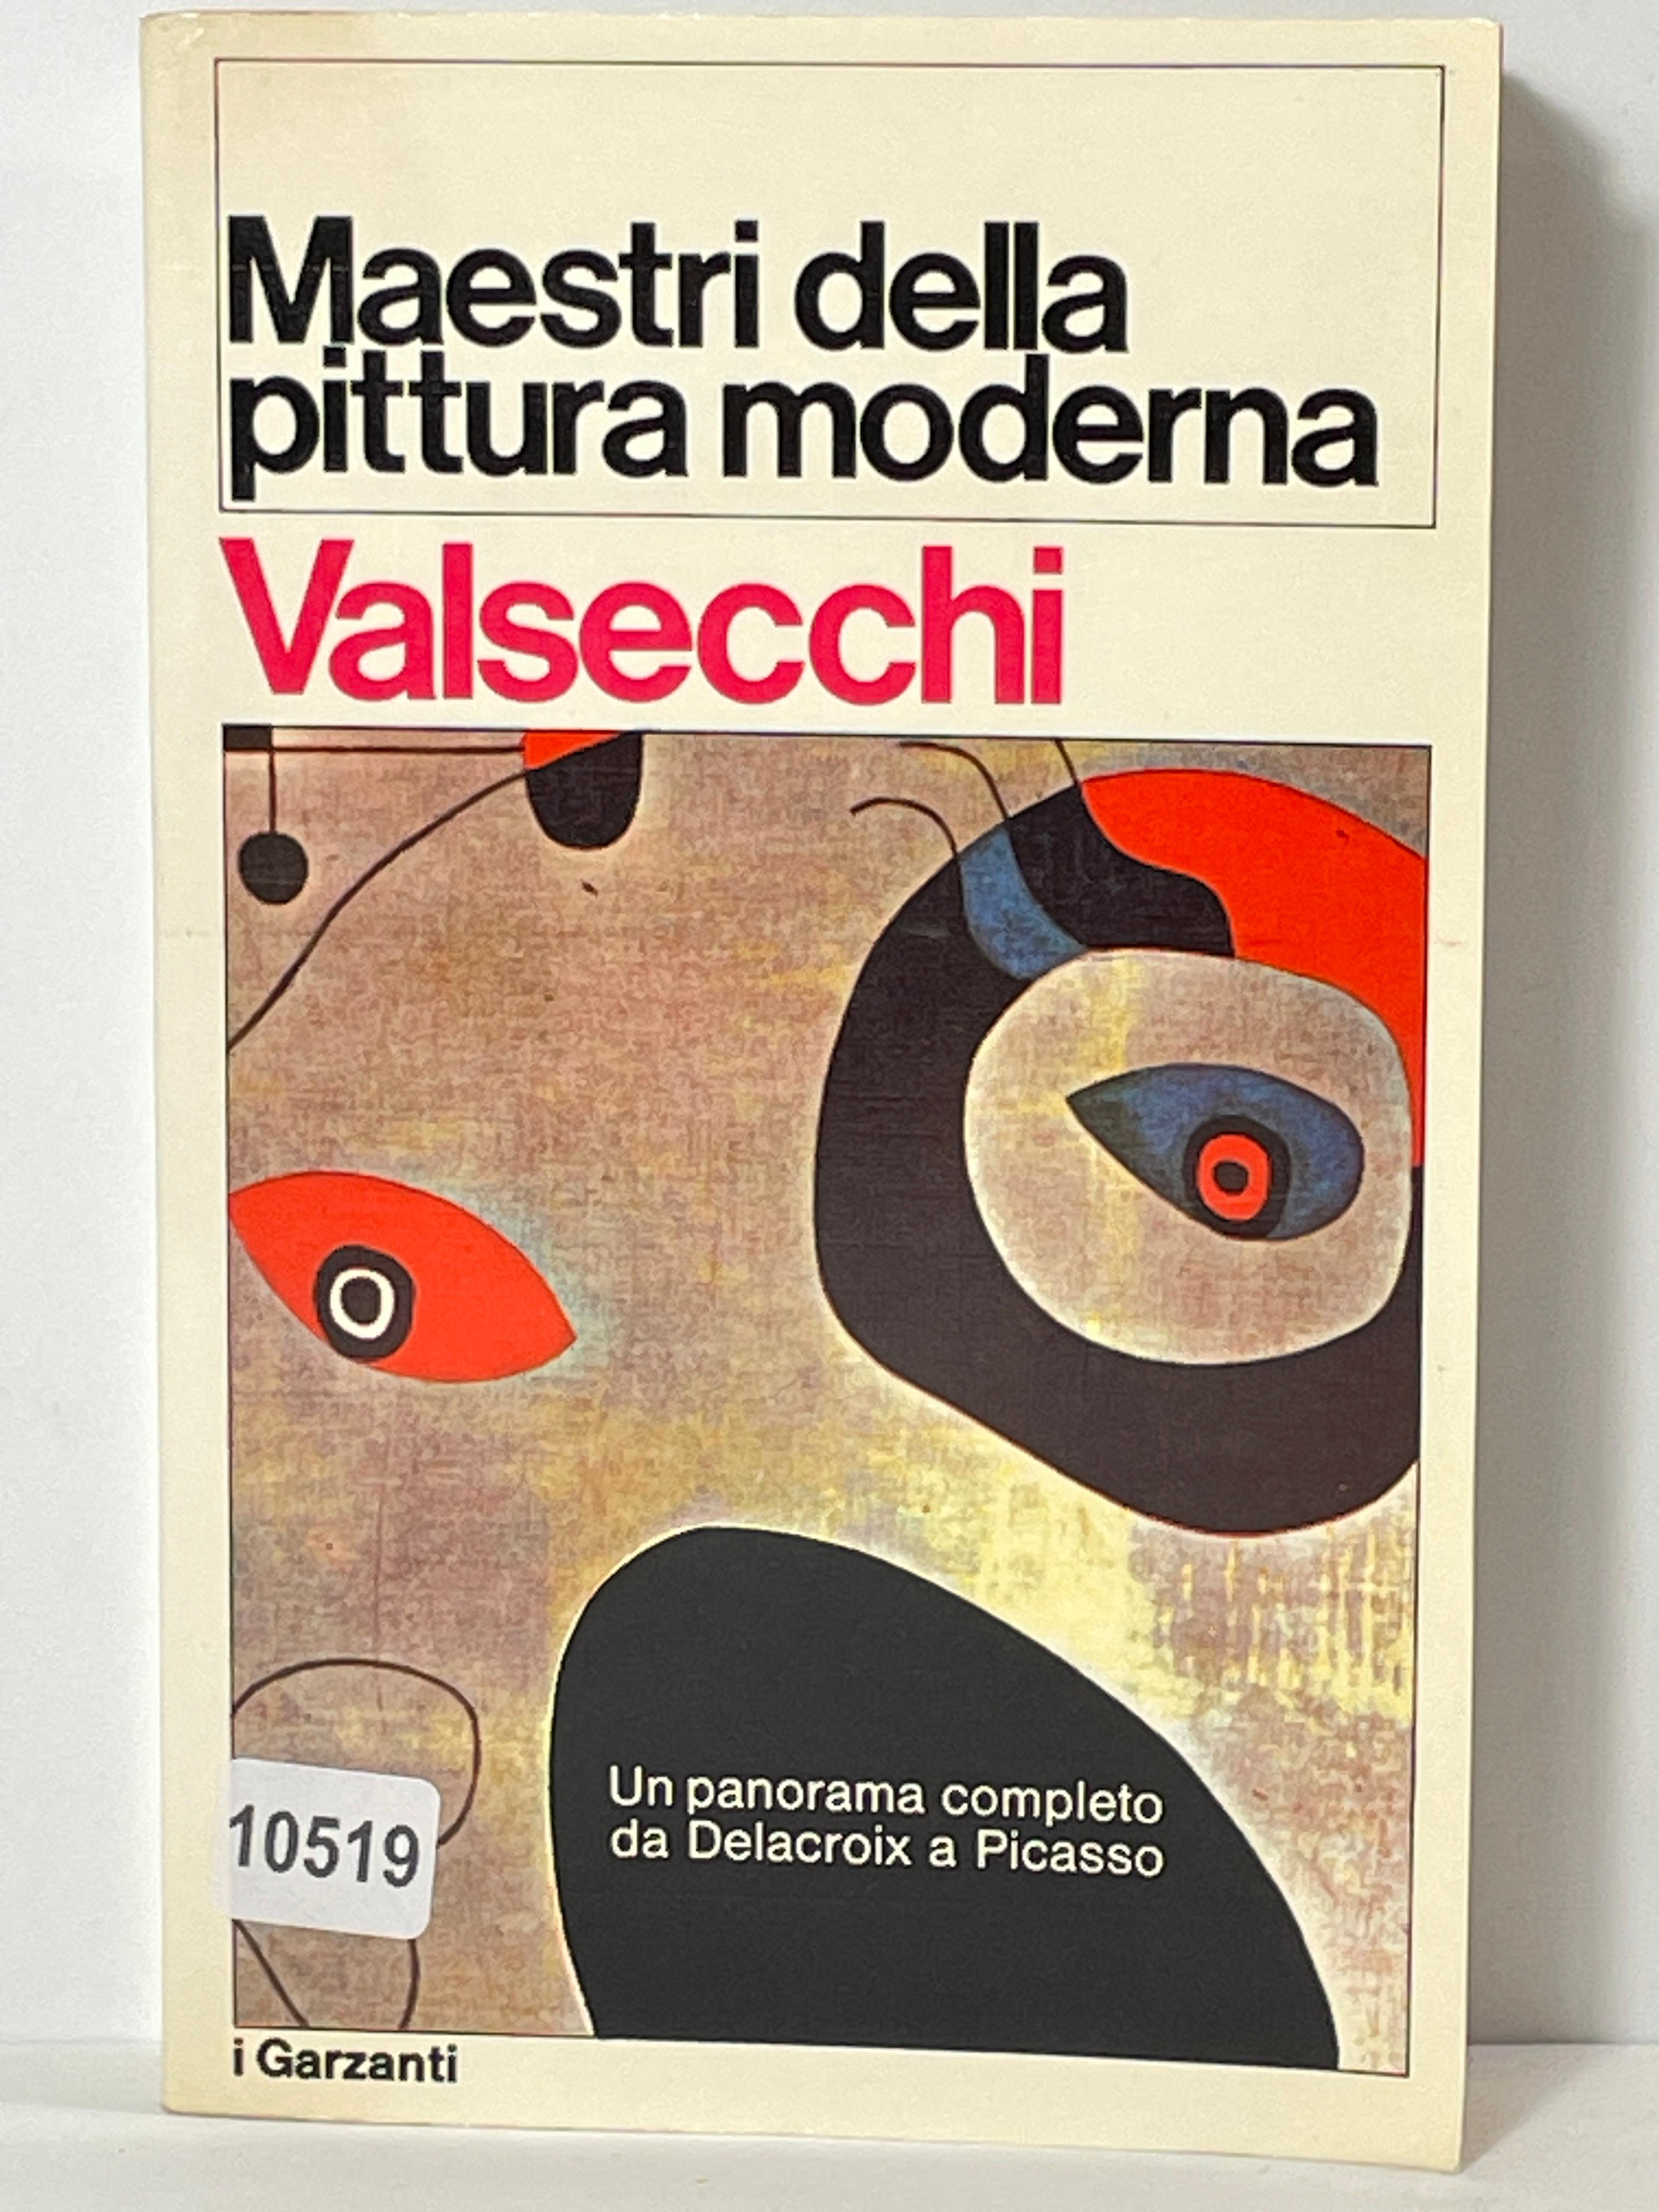 Maestri della
pittura moderna
Valsecchi
Un panorama completo
da Delacroix a Picasso
10519
i Garzanti